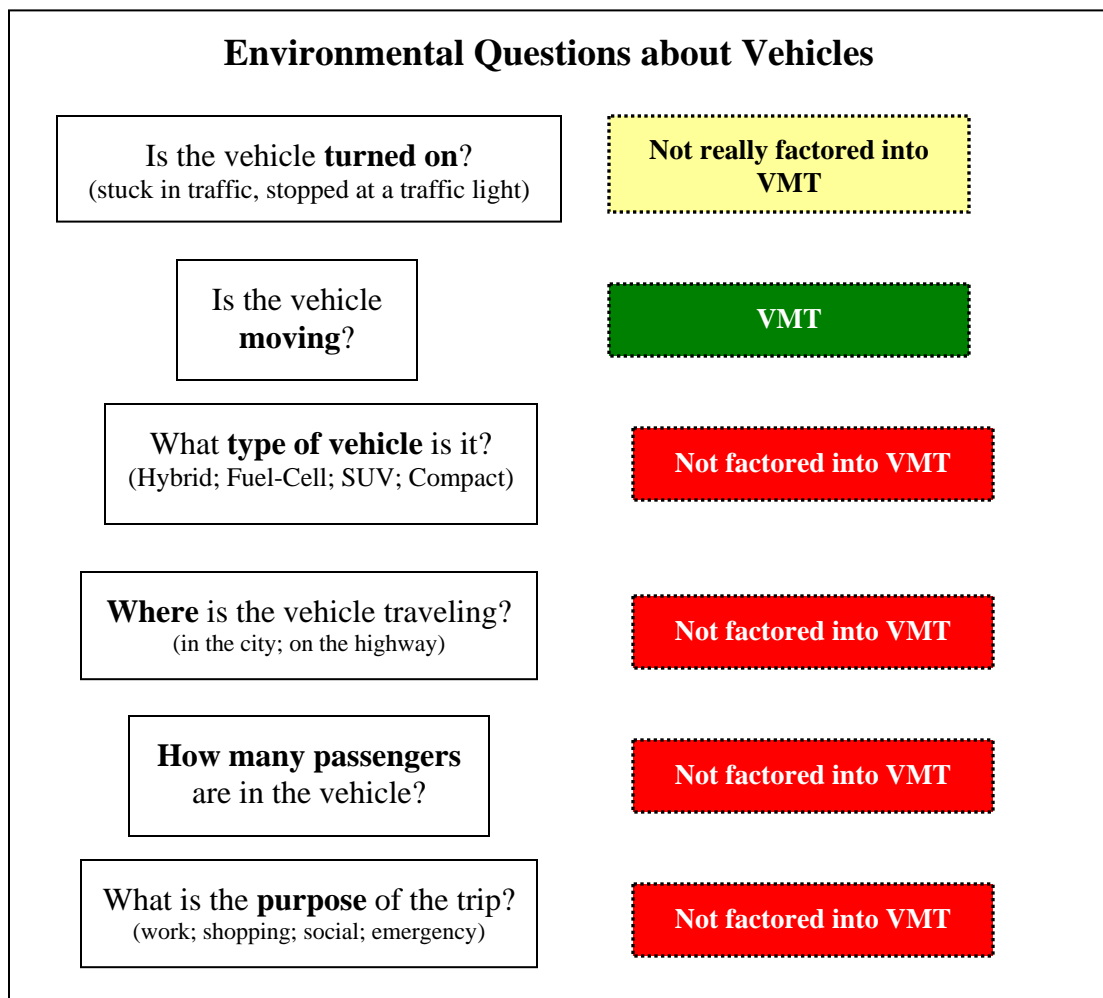 Environmental Questions about Vehicles
Is the vehicle turned on?
(stuck in traffic, stopped at a traffic light)
Not really factored into
VMT
Is the vehicle
moving?
VMT
What type of vehicle is it?
(Hybrid; Fuel-Cell; SUV; Compact)
Not factored into VMT
Where is the vehicle traveling?
(in the city; on the highway)
Not factored into VMT
How many passengers
are in the vehicle?
Not factored into VMT
What is the purpose of the trip?
(work; shopping; social; emergency)
Not factored into VMT